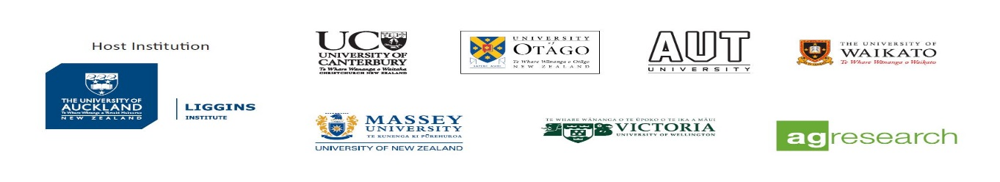 Host Institution
THE UNIVERSITY OF
AUCKLAND
Te Whare Wānanga o Tāmaki Makaurau
NEW ZEALAND
LIGGINS
INSTITUTE
UC
UNIVERSITY OF
CANTERBURY
Te Whare Wānanga o Waitaha
CHRISTCHURCH NEW ZEALAND
UNIVERSITY
of
OTAGO
Te Whare Wānanga o Otāgo
NEW ZEALAND
SAPERE AUDE
AUT
UNIVERSITY
THE UNIVERSITY OF
WAIKATO
Te Whare Wānanga o Waikato
MASSEY
UNIVERSITY
TE KUNENGA KI PŪREHUROA
UNIVERSITY OF NEW ZEALAND
TE WHARE WĀNANGA O TE ŪPOKO O TE IKA A MĀUI
VICTORIA
UNIVERSITY OF WELLINGTON
agresearch